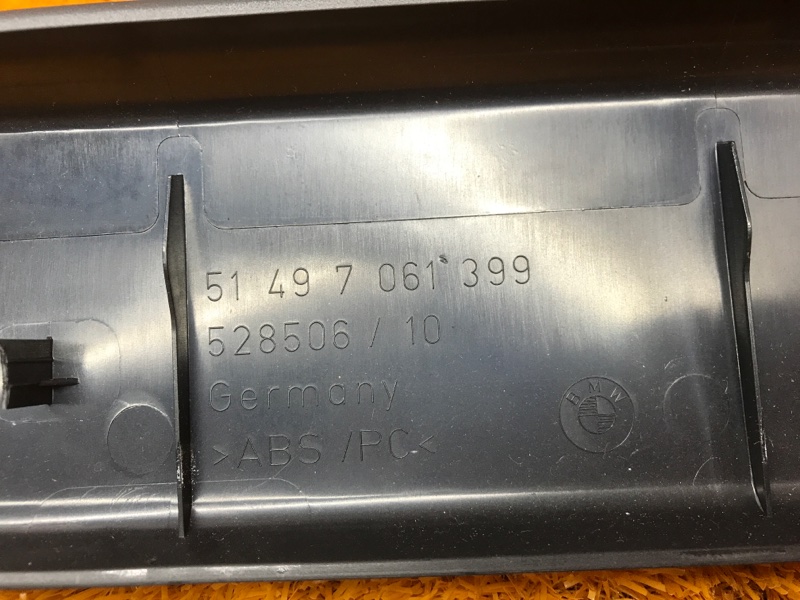 51 49 7 061 399
528506 / 10
Germany
>ABS /PC<
BMW